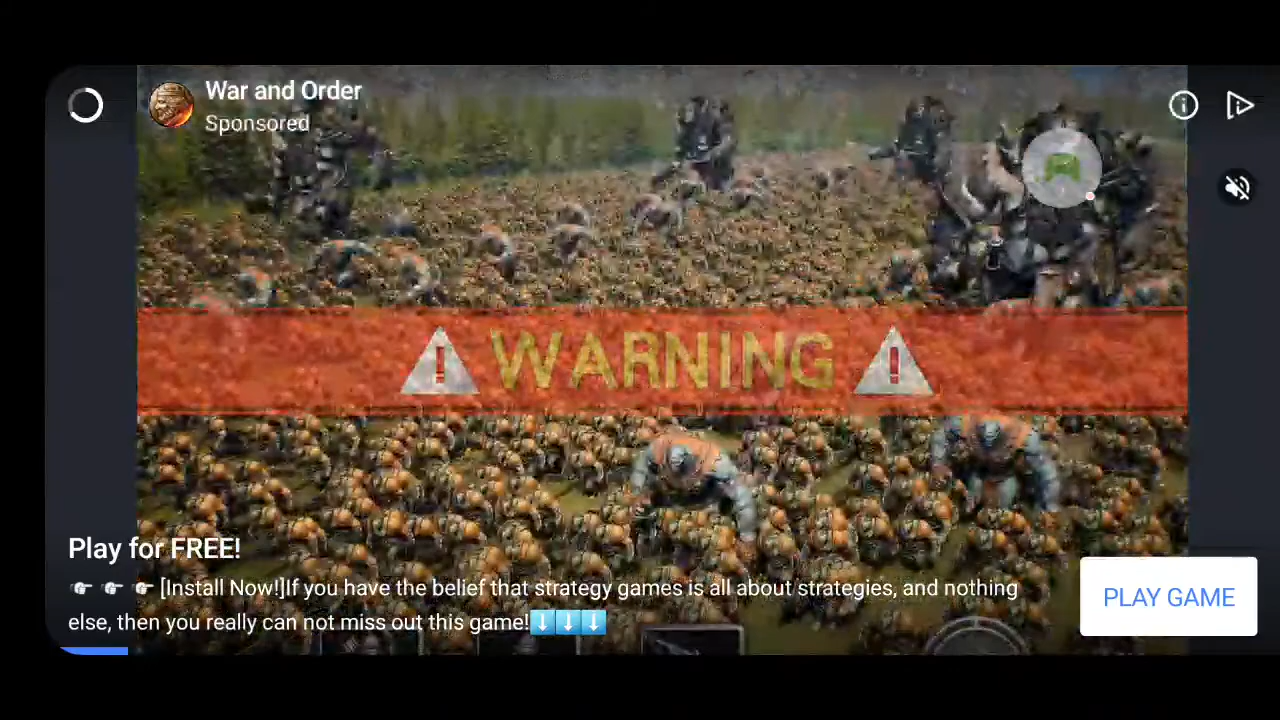 War and Order
Sponsored
WARNING
Play for FREE!
👉 👉 👉 [Install Now!]If you have the belief that strategy games is all about strategies, and nothing
else, then you really can not miss out this game!⬇️⬇️⬇️
PLAY GAME